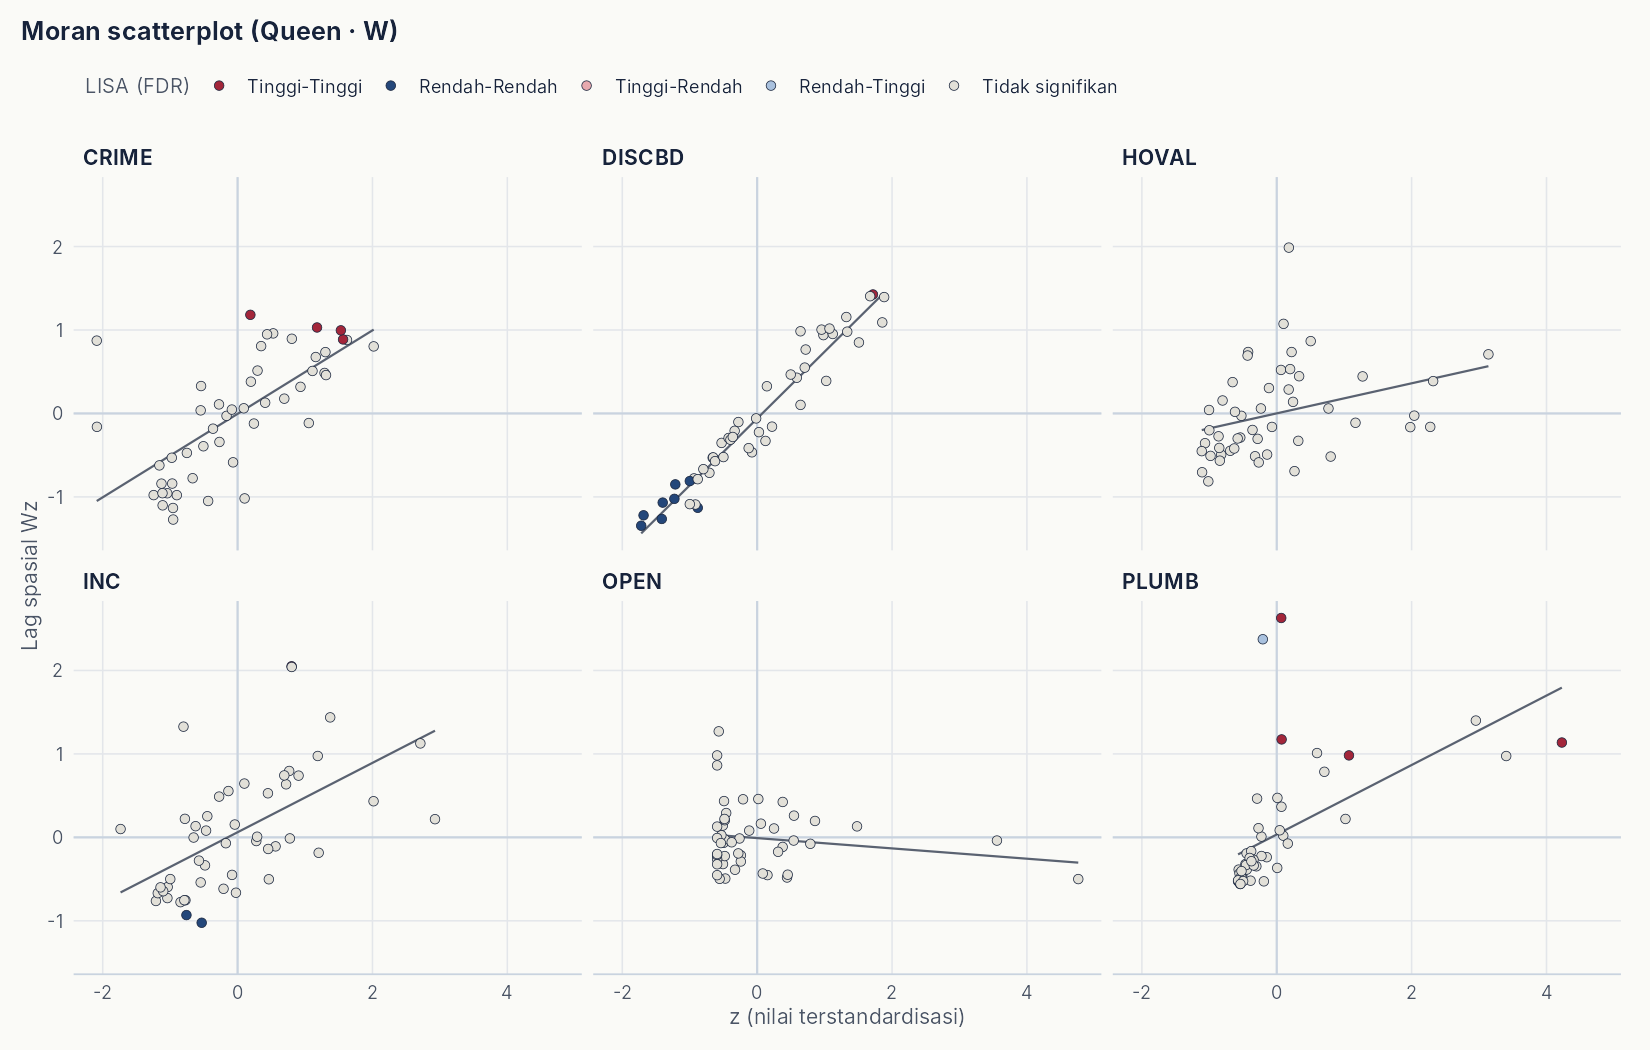 Moran scatterplot (Queen · W)
LISA (FDR) Tinggi-Tinggi Rendah-Rendah Tinggi-Rendah Rendah-Tinggi Tidak signifikan
CRIME DISCBD HOVAL
2
1
0
-1
INC OPEN PLUMB
2
1
0
-1
-2 0 2 4 -2 0 2 4 -2 0 2 4
Lag spasial Wz
z (nilai terstandardisasi)